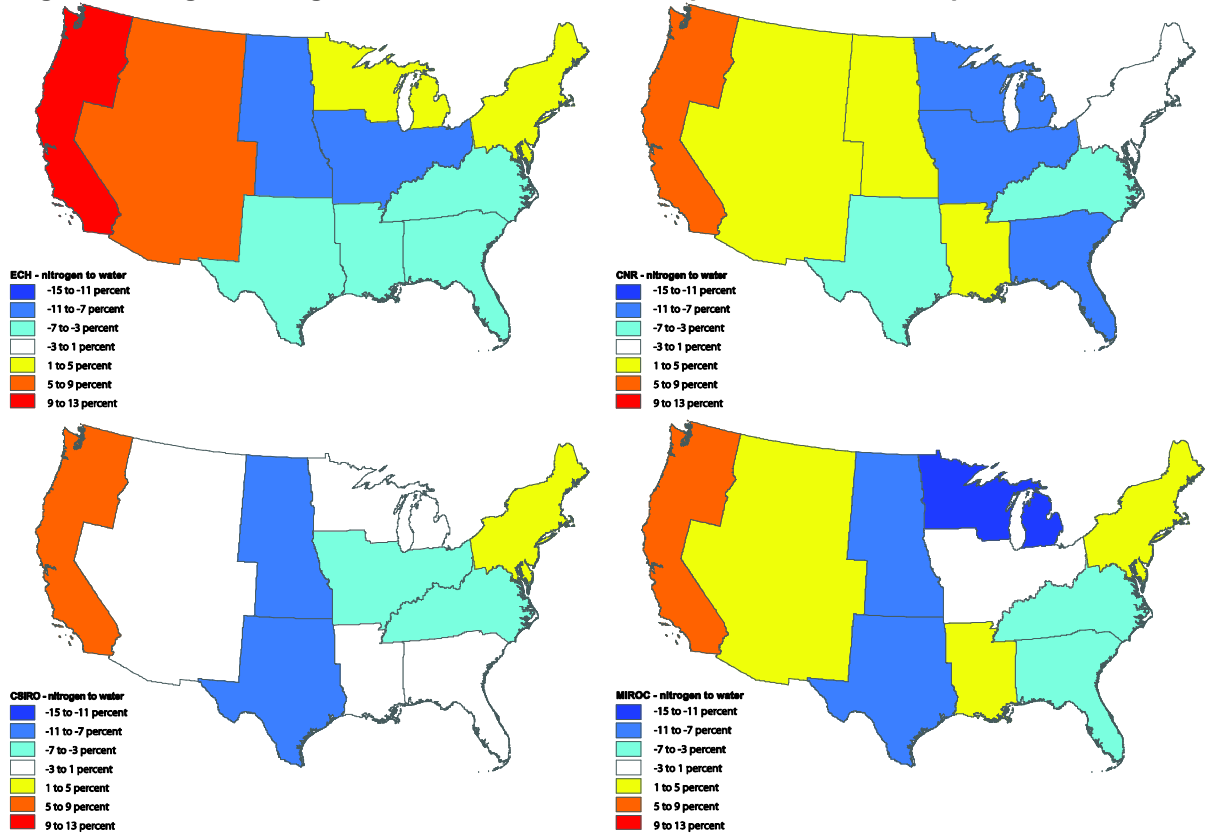 ECH - nitrogen to water
-15 to -11 percent
-11 to -7 percent
-7 to -3 percent
-3 to 1 percent
1 to 5 percent
5 to 9 percent
9 to 13 percent
CNR - nitrogen to water
-15 to -11 percent
-11 to -7 percent
-7 to -3 percent
-3 to 1 percent
1 to 5 percent
5 to 9 percent
9 to 13 percent
CSIRO - nitrogen to water
-15 to -11 percent
-11 to -7 percent
-7 to -3 percent
-3 to 1 percent
1 to 5 percent
5 to 9 percent
9 to 13 percent
MIROC - nitrogen to water
-15 to -11 percent
-11 to -7 percent
-7 to -3 percent
-3 to 1 percent
1 to 5 percent
5 to 9 percent
9 to 13 percent